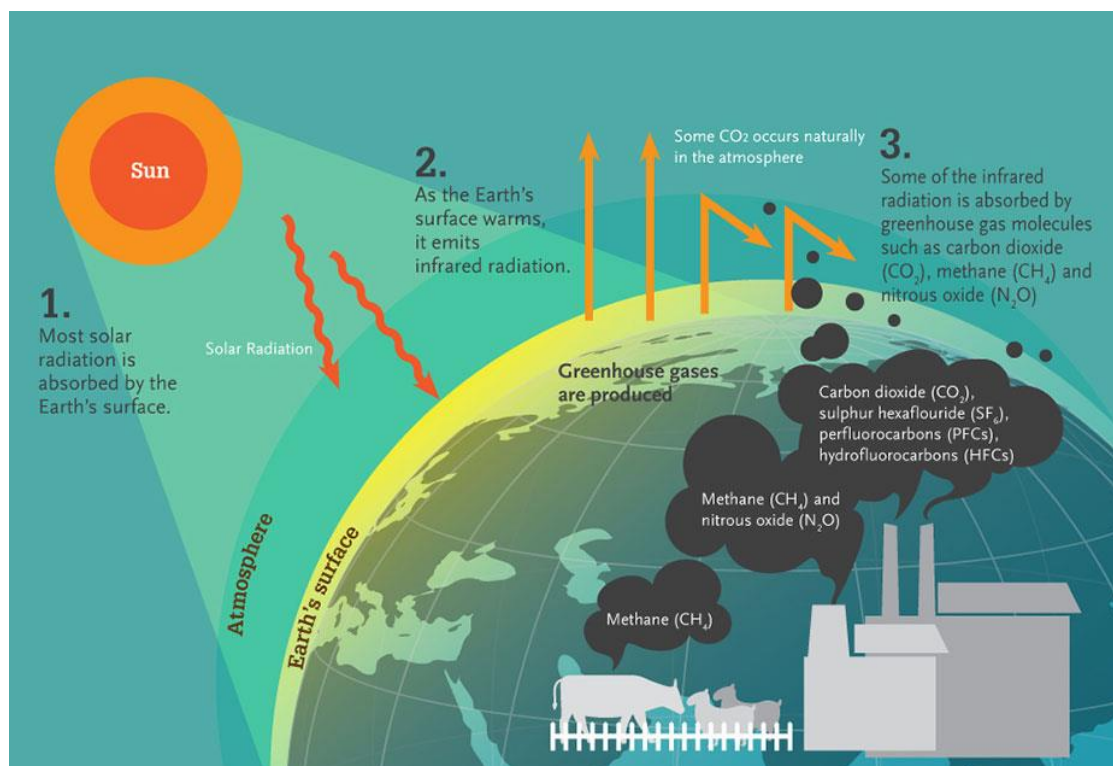 Sun
1.
Most solar
radiation is
absorbed by the
Earth's surface.
Solar Radiation
2.
As the Earth's
surface warms,
it emits
infrared radiation.
Some CO₂ occurs naturally
in the atmosphere
3.
Some of the infrared
radiation is absorbed by
greenhouse gas molecules
such as carbon dioxide
(CO₂), methane (CH₄) and
nitrous oxide (N₂O)
Atmosphere
Earth's surface
Greenhouse gases
are produced
Carbon dioxide (CO₂),
sulphur hexaflouride (SF₆),
perfluorocarbons (PFCs),
hydrofluorocarbons (HFCs)
Methane (CH₄) and
nitrous oxide (N₂O)
Methane (CH₄)